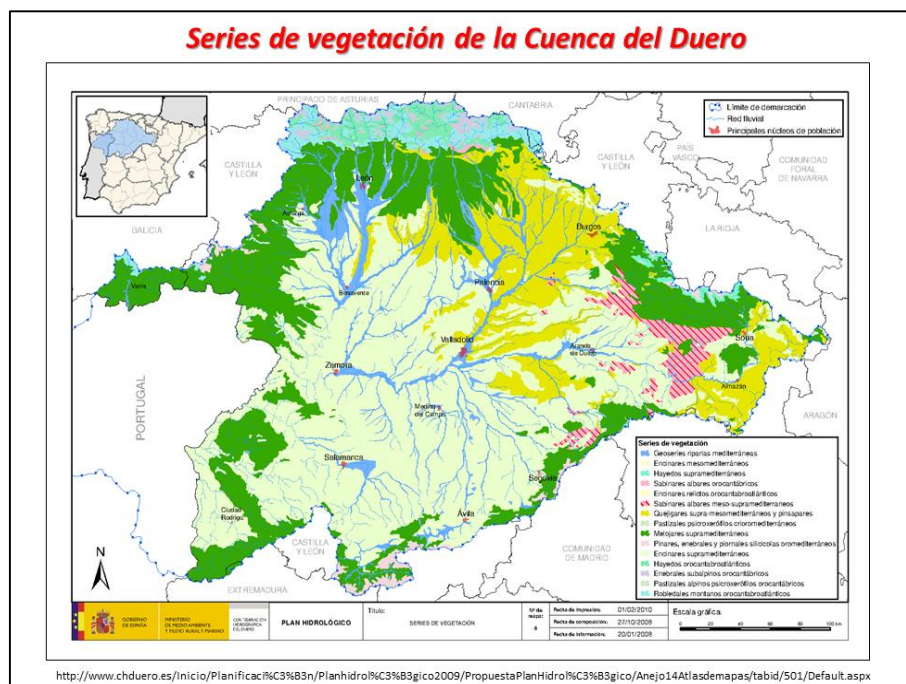 Series de vegetación de la Cuenca del Duero
PRINCIPADO DE ASTURIAS
CANTABRIA
Límite de demarcación
Red fluvial
Principales núcleos de población
CASTILLA
Y LEÓN
CASTILLA
Y LEÓN
PAÍS
VASCO
COMUNIDAD
FORAL
DE NAVARRA
León
Astorga
GALICIA
Burgos
LA RIOJA
Verín
Benavente
Palencia
Valladolid
Aranda
de Duero
Soria
Zamora
Almazán
Medina
del Campo
PORTUGAL
ARAGÓN
Salamanca
Segovia
Ciudad
Rodrigo
Ávila
CASTILLA
Y LEÓN
COMUNIDAD
DE MADRID
EXTREMADURA
N
Series de vegetación
Geoseries riparias mediterráneas
Encinares mesomediterráneos
Hayedos supramediterráneos
Sabinares albares orocantábricos
Encinares relictos orocantabroatlánticos
Sabinares albares meso-supramediterraneos
Quejigares supra-mesomediterráneos y pinsapares
Pastizales psicroxerófilos crioromediterráneos
Melojares supramediterráneos
Pinares, enebrales y piornales silicícolas oromediterráneos
Encinares supramediterráneos
Hayedos orocantabroatlánticos
Enebrales subalpinos orocantábricos
Pastizales alpinos psicroxerófilos orocantábricos
Robledales montanos orocantabroatlánticos
GOBIERNO
DE ESPAÑA
MINISTERIO
DE MEDIO AMBIENTE
Y MEDIO RURAL Y MARINO
CONFEDERACIÓN
HIDROGRÁFICA
DEL DUERO
PLAN HIDROLÓGICO
Título:
SERIES DE VEGETACIÓN
Nº de
mapa:
Fecha de impresión: 01/02/2010
Fecha de composición: 27/10/2008
Fecha de información: 20/01/2008
Escala gráfica:
0 20 40 60 80 100 km
http://www.chduero.es/Inicio/Planificaci%C3%B3n/Planhidrol%C3%B3gico2009/PropuestaPlanHidrol%C3%B3gico/Anejo14Atlasdemapas/tabid/501/Default.aspx